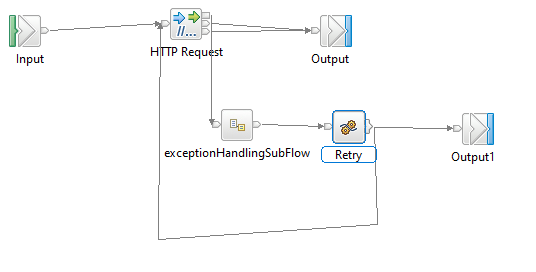 //...
HTTP Request
Input
Output
exceptionHandlingSubFlow
Retry
Output1